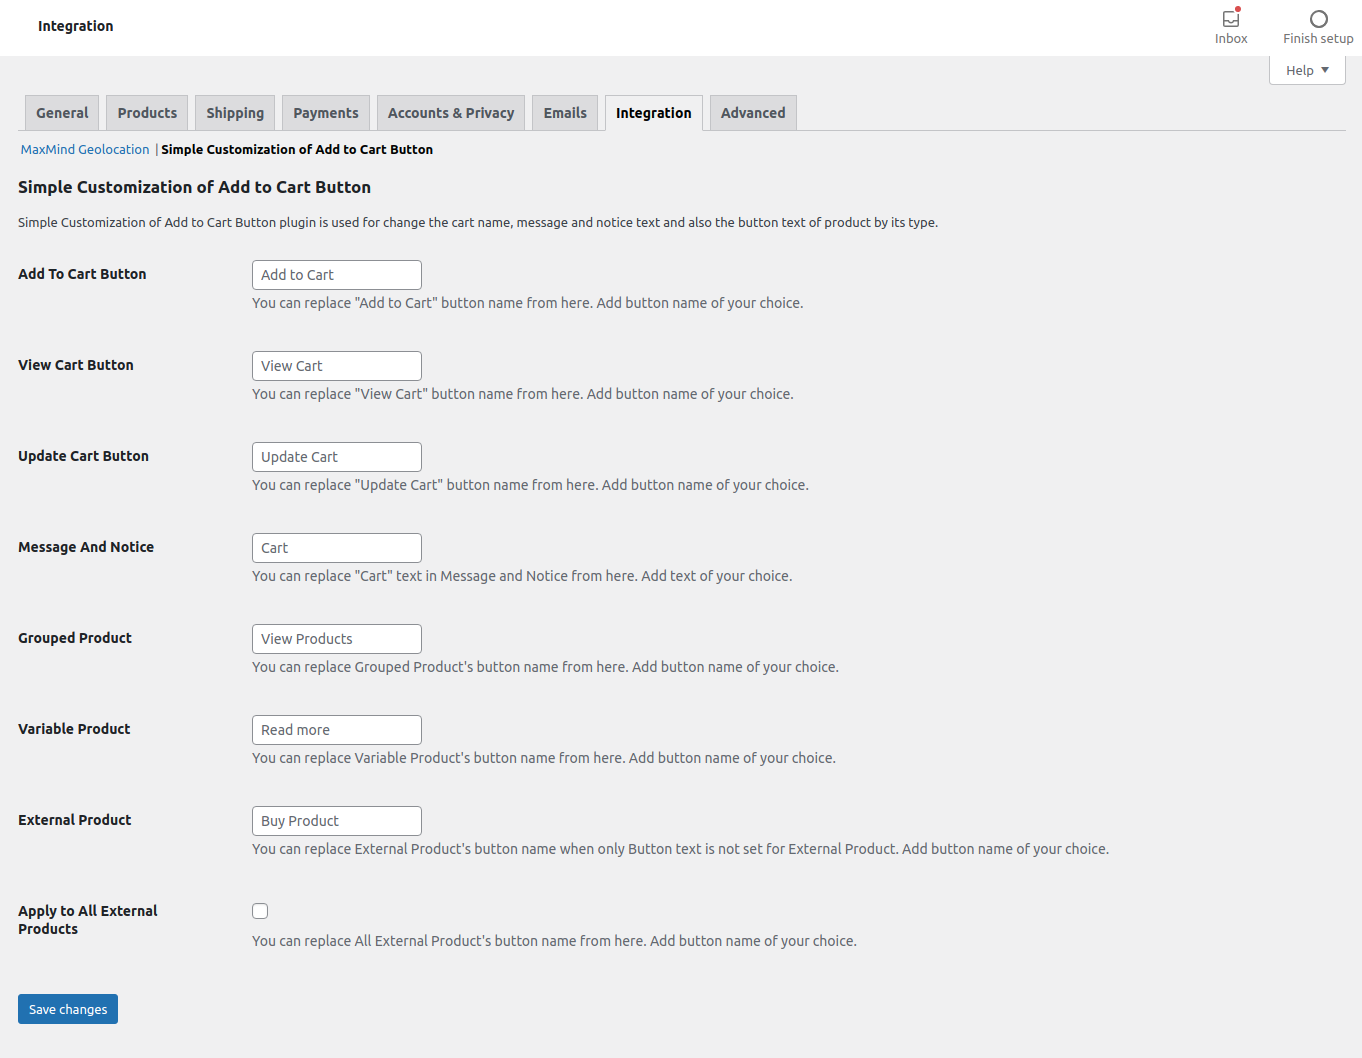 Integration
Inbox
Finish setup
Help
General Products Shipping Payments Accounts & Privacy Emails Integration Advanced
MaxMind Geolocation | Simple Customization of Add to Cart Button
Simple Customization of Add to Cart Button
Simple Customization of Add to Cart Button plugin is used for change the cart name, message and notice text and also the button text of product by its type.
Add To Cart Button
Add to Cart
You can replace "Add to Cart" button name from here. Add button name of your choice.
View Cart Button
View Cart
You can replace "View Cart" button name from here. Add button name of your choice.
Update Cart Button
Update Cart
You can replace "Update Cart" button name from here. Add button name of your choice.
Message And Notice
Cart
You can replace "Cart" text in Message and Notice from here. Add text of your choice.
Grouped Product
View Products
You can replace Grouped Product's button name from here. Add button name of your choice.
Variable Product
Read more
You can replace Variable Product's button name from here. Add button name of your choice.
External Product
Buy Product
You can replace External Product's button name when only Button text is not set for External Product. Add button name of your choice.
Apply to All External
Products
You can replace All External Product's button name from here. Add button name of your choice.
Save changes